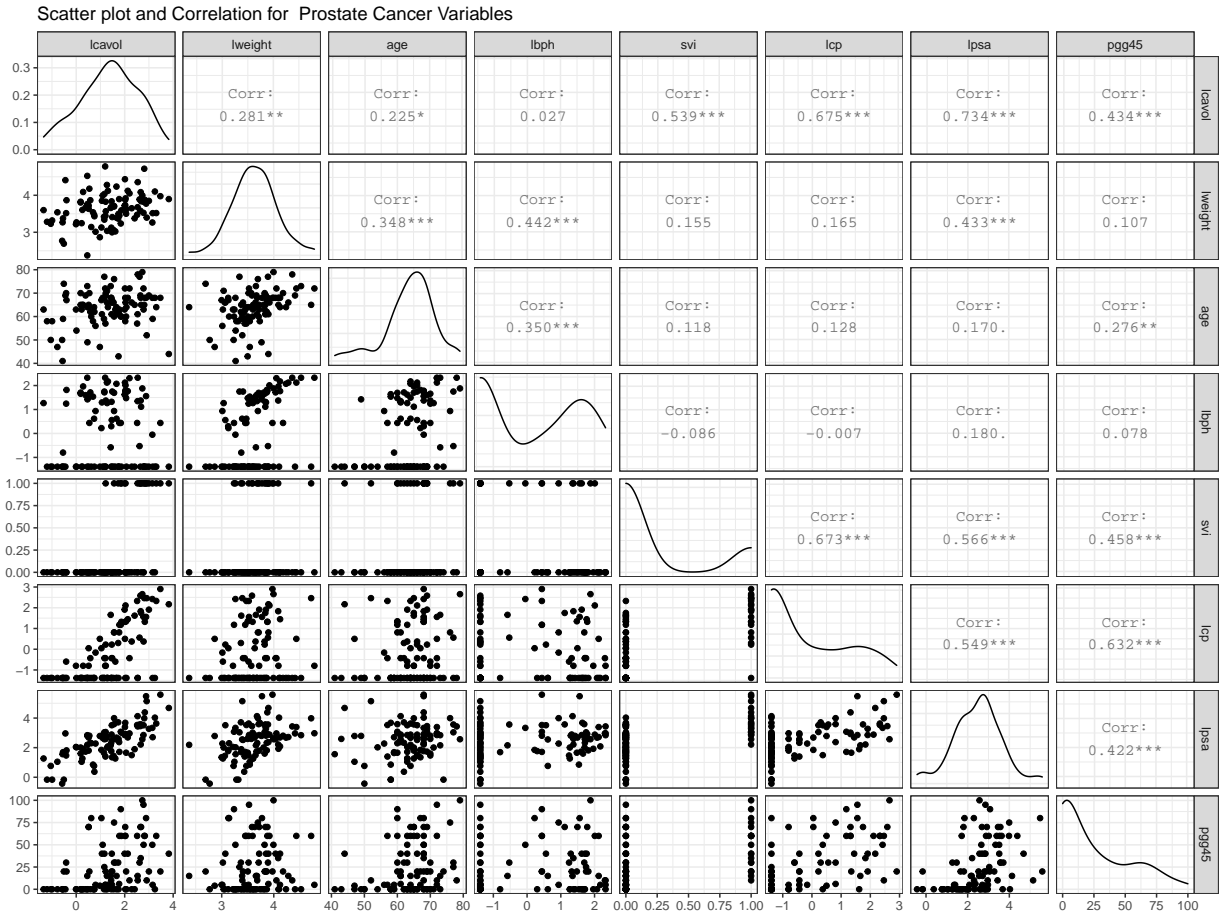 Scatter plot and Correlation for  Prostate Cancer Variables
lcavol lweight age lbph svi lcp lpsa pgg45
0.3
0.2
0.1
0.0
Corr: Corr: Corr: Corr: Corr: Corr: Corr:
0.281** 0.225* 0.027 0.539*** 0.675*** 0.734*** 0.434***
lcavol
4
3
Corr: Corr: Corr: Corr: Corr: Corr:
0.348*** 0.442*** 0.155 0.165 0.433*** 0.107
lweight
80
70
60
50
40
Corr: Corr: Corr: Corr: Corr:
0.350*** 0.118 0.128 0.170. 0.276**
age
2
1
0
−1
Corr: Corr: Corr: Corr:
−0.086 −0.007 0.180. 0.078
lbph
1.00
0.75
0.50
0.25
0.00
Corr: Corr: Corr:
0.673*** 0.566*** 0.458***
svi
3
2
1
0
−1
Corr: Corr:
0.549*** 0.632***
lcp
4
2
0
Corr:
0.422***
lpsa
100
75
50
25
0
pgg45
0 2 4 3 4 40 50 60 70 80 −1 0 1 2 0.00 0.25 0.50 0.75 1.00 −1 0 1 2 3 0 2 4 0 25 50 75 100